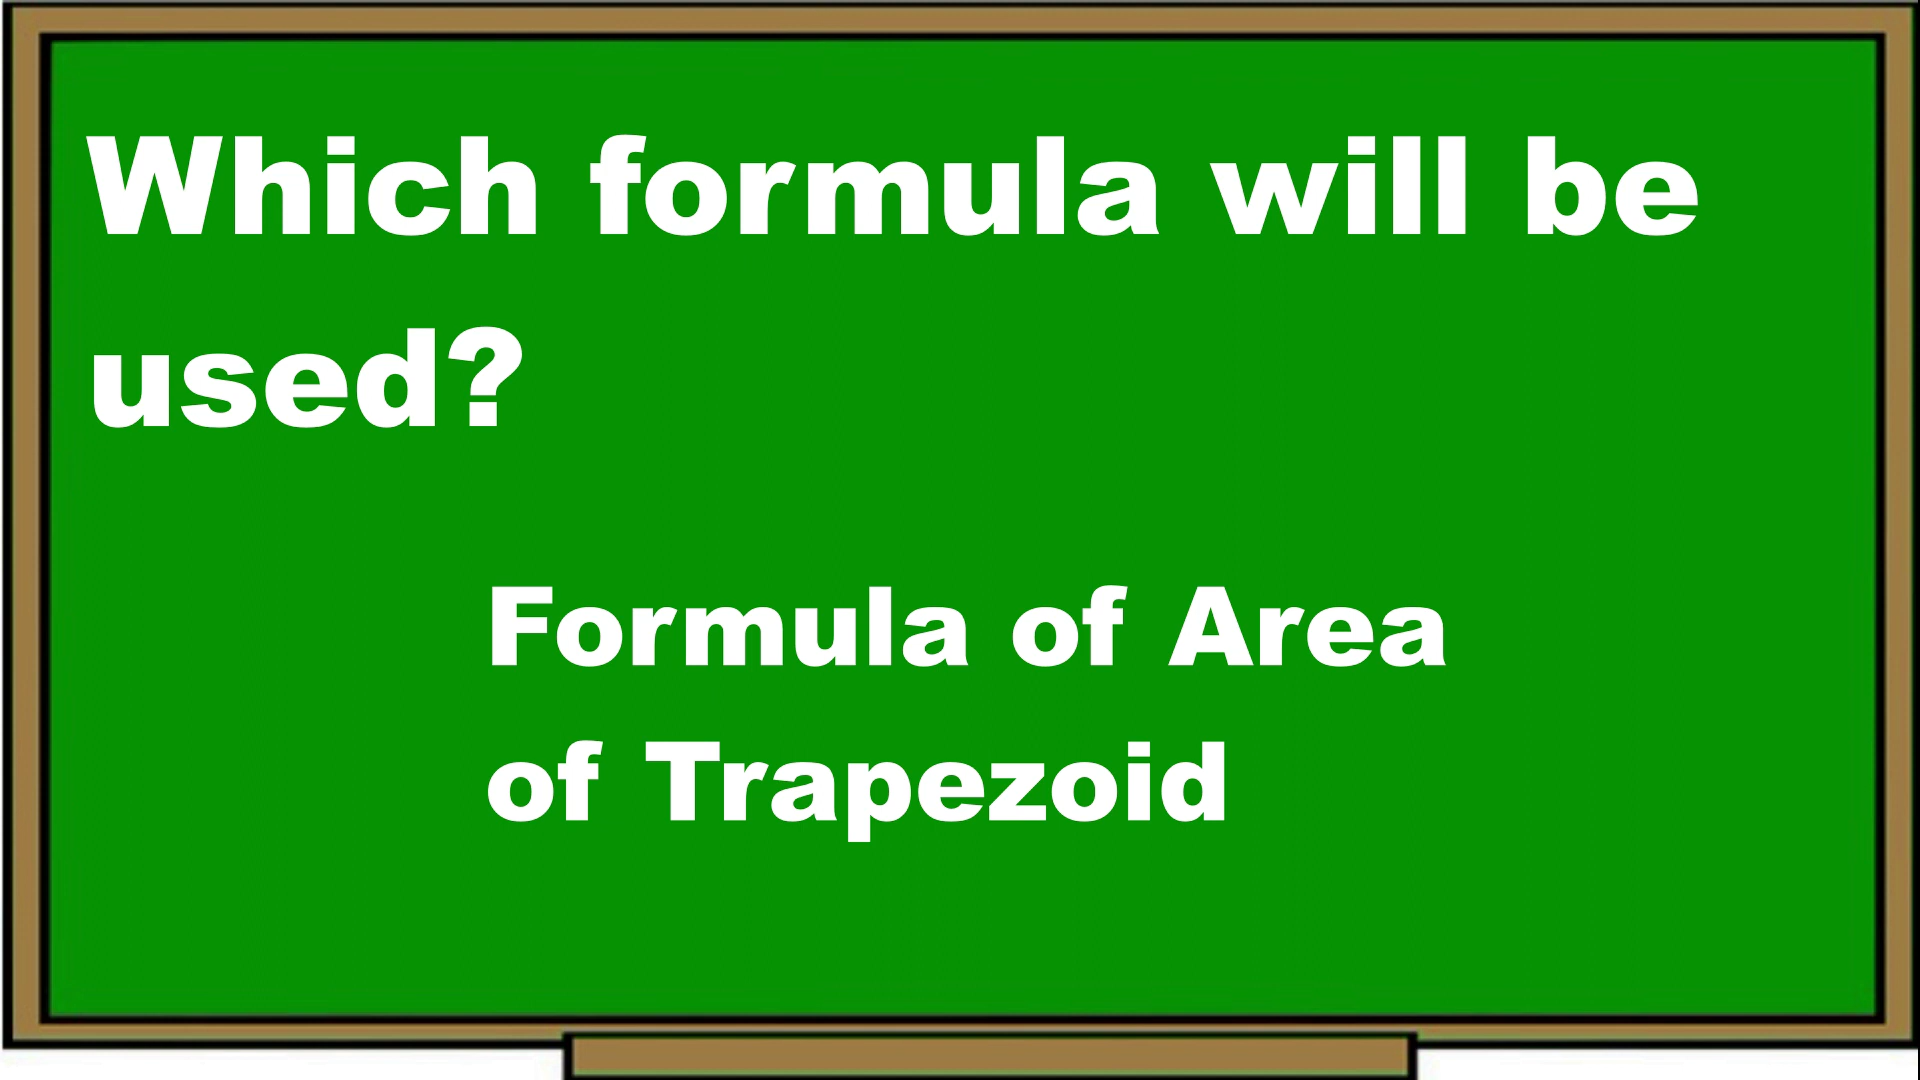 Which formula will be
used?
Formula of Area
of Trapezoid